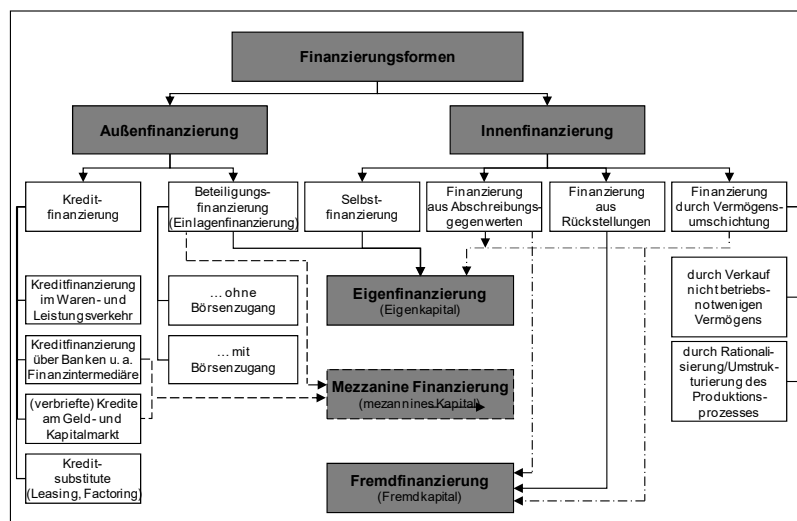 Finanzierungsformen
Außenfinanzierung
Innenfinanzierung
Kredit-
finanzierung
Beteiligungs-
finanzierung
(Einlagenfinanzierung)
Selbst-
finanzierung
Finanzierung
aus Abschreibungs-
gegenwerten
Finanzierung
aus
Rückstellungen
Finanzierung
durch Vermögens-
umschichtung
Kreditfinanzierung
im Waren- und
Leistungsverkehr
... ohne
Börsenzugang
Eigenfinanzierung
(Eigenkapital)
durch Verkauf
nicht betriebs-
notwenigen
Vermögens
Kreditfinanzierung
über Banken u. a.
Finanzintermediäre
... mit
Börsenzugang
Mezzanine Finanzierung
(mezannines Kapital)
durch Rationali-
sierung/Umstruk-
turierung des
Produktions-
prozesses
(verbriefte) Kredite
am Geld- und
Kapitalmarkt
Kredit-
substitute
(Leasing, Factoring)
Fremdfinanzierung
(Fremdkapital)